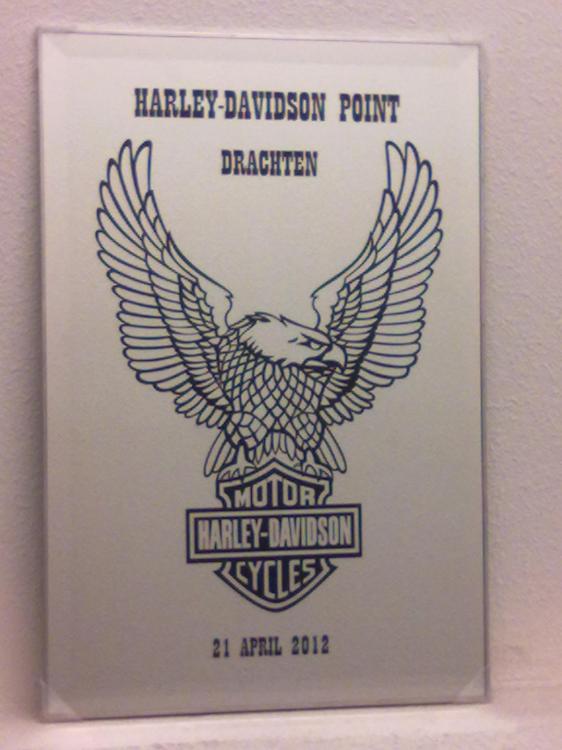 HARLEY-DAVIDSON POINT
DRACHTEN
MOTOR
HARLEY-DAVIDSON
CYCLES
21 APRIL 2012